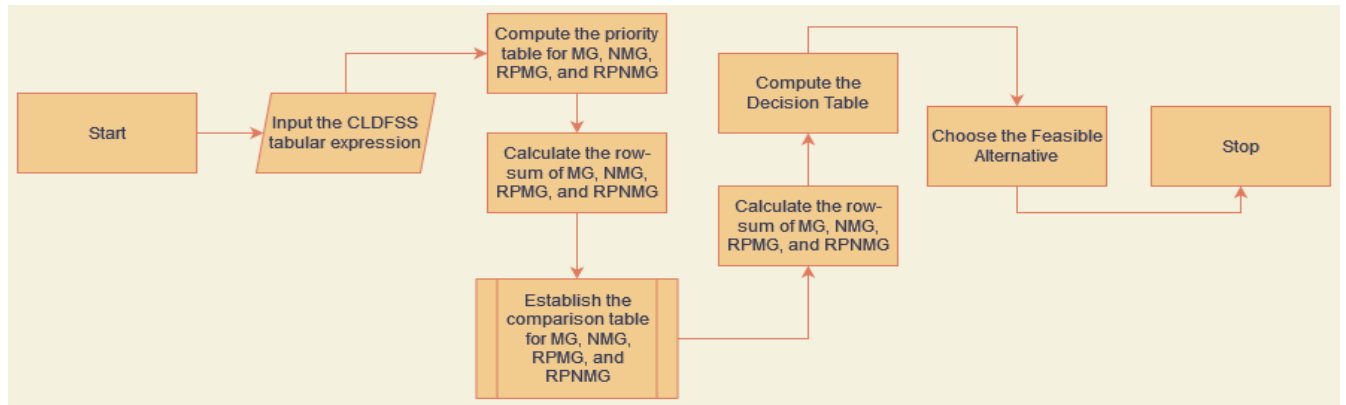 Start
Input the CLDFSS
tabular expression
Compute the priority
table for MG, NMG,
RPMG, and RPNMG
Calculate the row-
sum of MG, NMG,
RPMG, and RPNMG
Establish the
comparison table
for MG, NMG,
RPMG, and
RPNMG
Calculate the row-
sum of MG, NMG,
RPMG, and RPNMG
Compute the
Decision Table
Choose the Feasible
Alternative
Stop